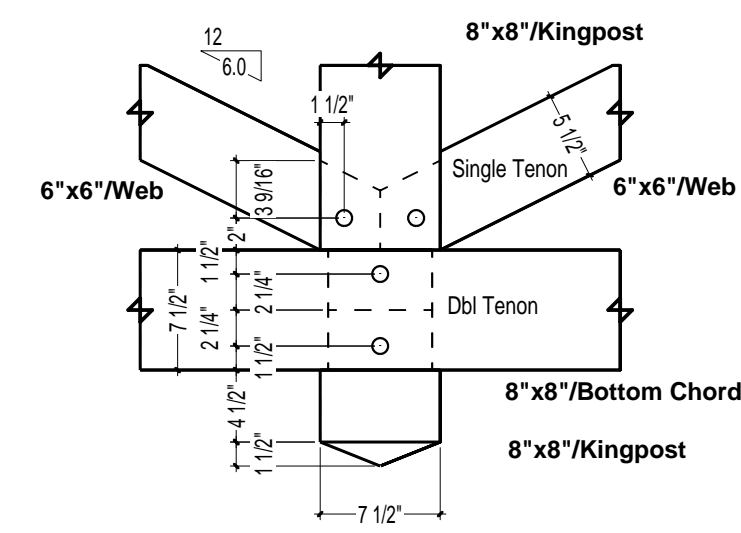 8"x8"/Kingpost
12
6.0
1 1/2"
5 1/2"
Single Tenon
6"x6"/Web
6"x6"/Web
3 9/16"
2"
1 1/2"
2 1/4"
7 1/2"
2 1/4"
Dbl Tenon
1 1/2"
8"x8"/Bottom Chord
4 1/2"
8"x8"/Kingpost
1 1/2"
7 1/2"